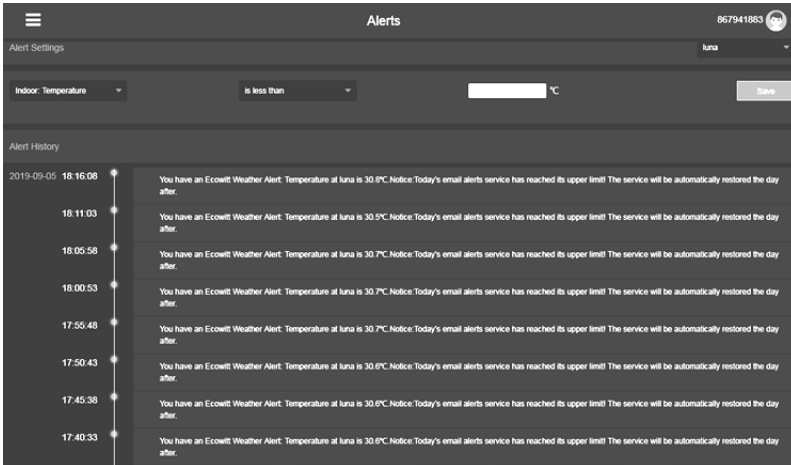 Alerts
867941883
Alert Settings
luna
Indoor: Temperature
is less than
℃
Save
Alert History
2019-09-05 18:16:08
You have an Ecowitt Weather Alert: Temperature at luna is 30.8℃.Notice:Today's email alerts service has reached its upper limit! The service will be automatically restored the day
after.
18:11:03
You have an Ecowitt Weather Alert: Temperature at luna is 30.5℃.Notice:Today's email alerts service has reached its upper limit! The service will be automatically restored the day
after.
18:05:58
You have an Ecowitt Weather Alert: Temperature at luna is 30.7℃.Notice:Today's email alerts service has reached its upper limit! The service will be automatically restored the day
after.
18:00:53
You have an Ecowitt Weather Alert: Temperature at luna is 30.7℃.Notice:Today's email alerts service has reached its upper limit! The service will be automatically restored the day
after.
17:55:48
You have an Ecowitt Weather Alert: Temperature at luna is 30.7℃.Notice:Today's email alerts service has reached its upper limit! The service will be automatically restored the day
after.
17:50:43
You have an Ecowitt Weather Alert: Temperature at luna is 30.6℃.Notice:Today's email alerts service has reached its upper limit! The service will be automatically restored the day
after.
17:45:38
You have an Ecowitt Weather Alert: Temperature at luna is 30.6℃.Notice:Today's email alerts service has reached its upper limit! The service will be automatically restored the day
after.
17:40:33
You have an Ecowitt Weather Alert: Temperature at luna is 30.6℃.Notice:Today's email alerts service has reached its upper limit! The service will be automatically restored the day
after.